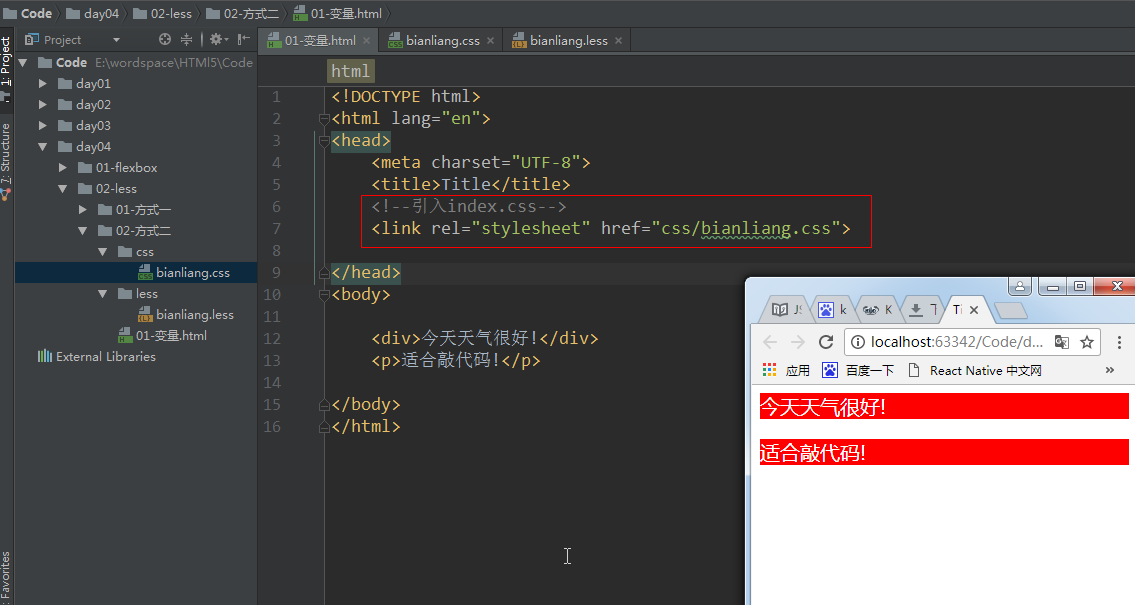 Code day04 02-less 02-方式二 01-变量.html
Project
01-变量.html bianliang.css bianliang.less
1: Project
7: Structure
Favorites
Code E:\wordspace\HTMl5\Code
day01
day02
day03
day04
01-flexbox
02-less
01-方式一
02-方式二
css
bianliang.css
less
bianliang.less
01-变量.html
External Libraries
html
1 <!DOCTYPE html>
2 <html lang="en">
3 <head>
4 <meta charset="UTF-8">
5 <title>Title</title>
6 <!--引入index.css-->
7 <link rel="stylesheet" href="css/bianliang.css">
8
9 </head>
10 <body>
11
12 <div>今天天气很好!</div>
13 <p>适合敲代码!</p>
14
15 </body>
16 </html>
JS k K T Ti
localhost:63342/Code/d...
应用 百度一下 React Native 中文网 »
今天天气很好!
适合敲代码!